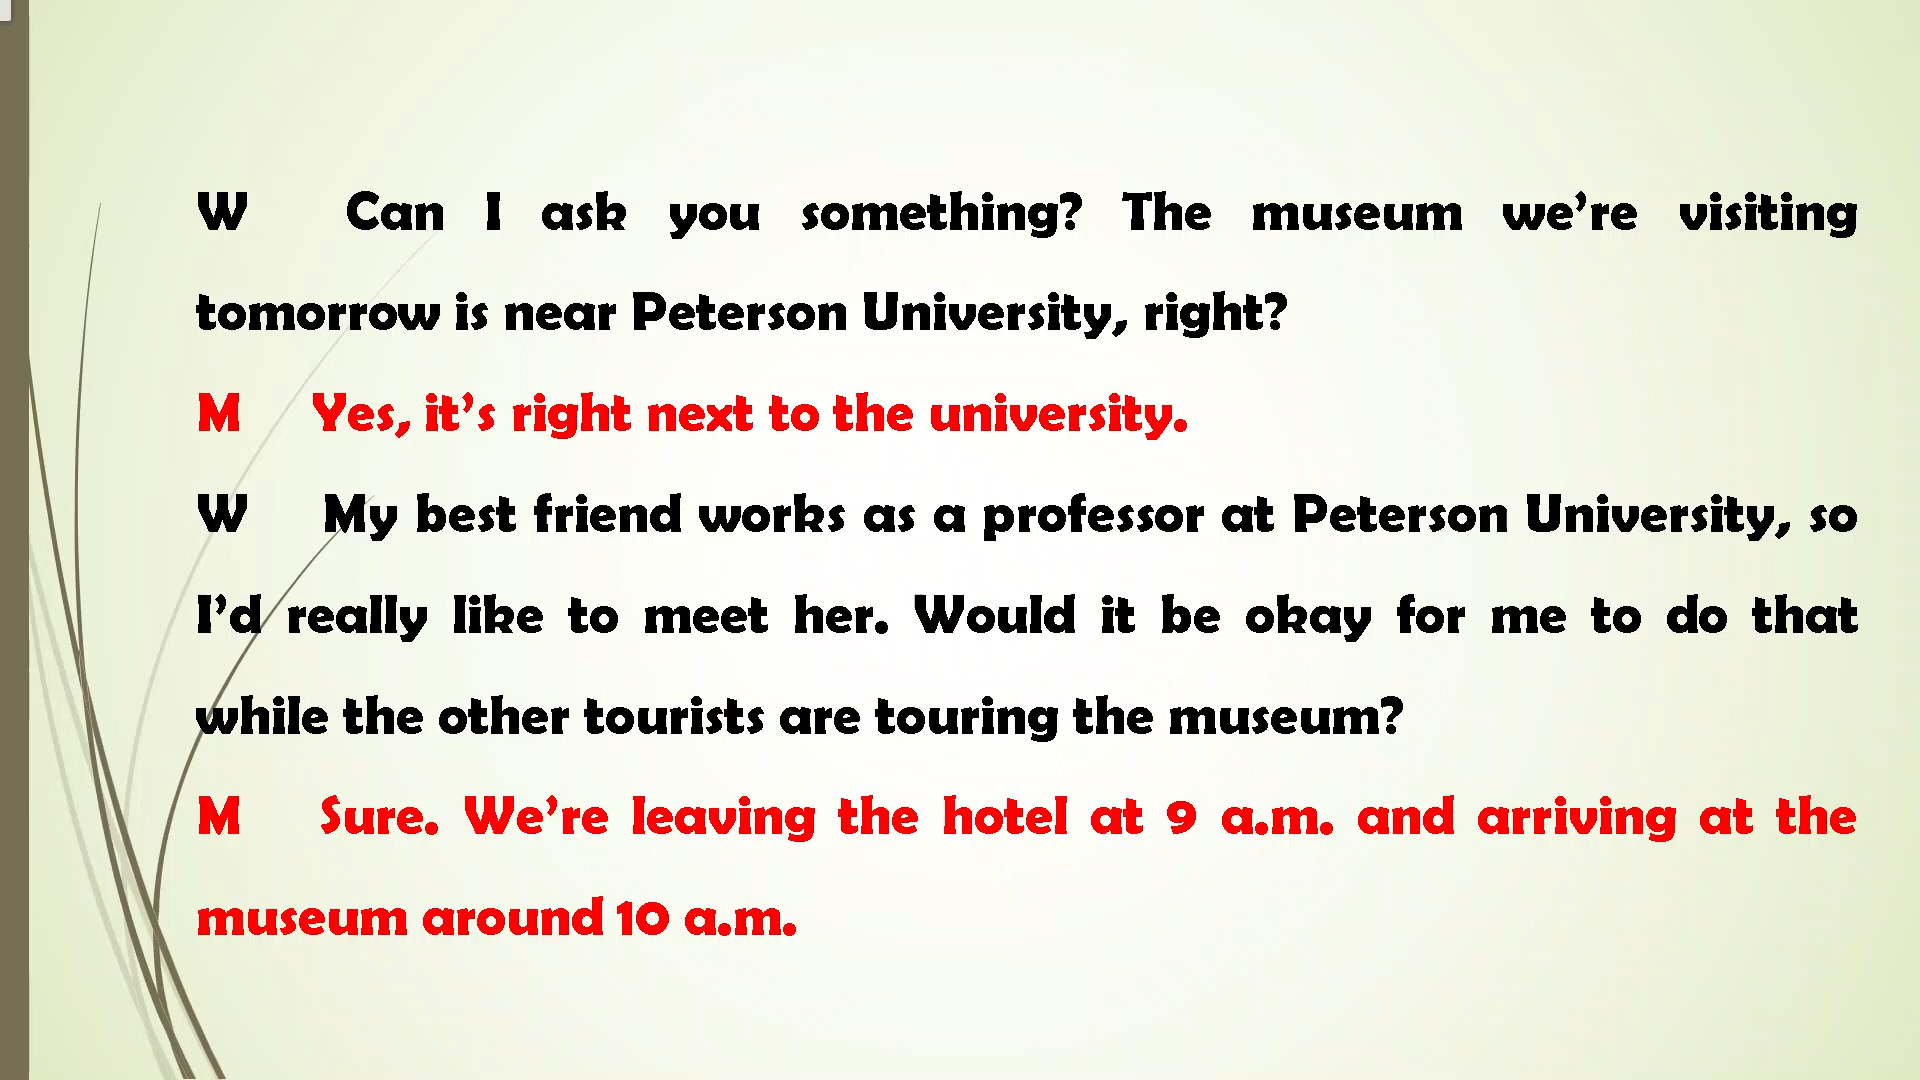 W Can I ask you something? The museum we’re visiting
tomorrow is near Peterson University, right?
M Yes, it’s right next to the university.
W My best friend works as a professor at Peterson University, so
I’d really like to meet her. Would it be okay for me to do that
while the other tourists are touring the museum?
M Sure. We’re leaving the hotel at 9 a.m. and arriving at the
museum around 10 a.m.